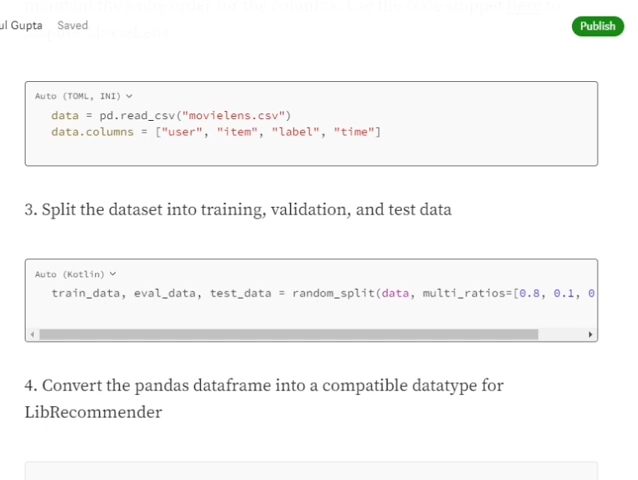 ul Gupta Saved
Publish
Auto (TOML, INI)
data = pd.read_csv("movielens.csv")
data.columns = ["user", "item", "label", "time"]
3. Split the dataset into training, validation, and test data
Auto (Kotlin)
train_data, eval_data, test_data = random_split(data, multi_ratios=[0.8, 0.1, 0
4. Convert the pandas dataframe into a compatible datatype for
LibRecommender